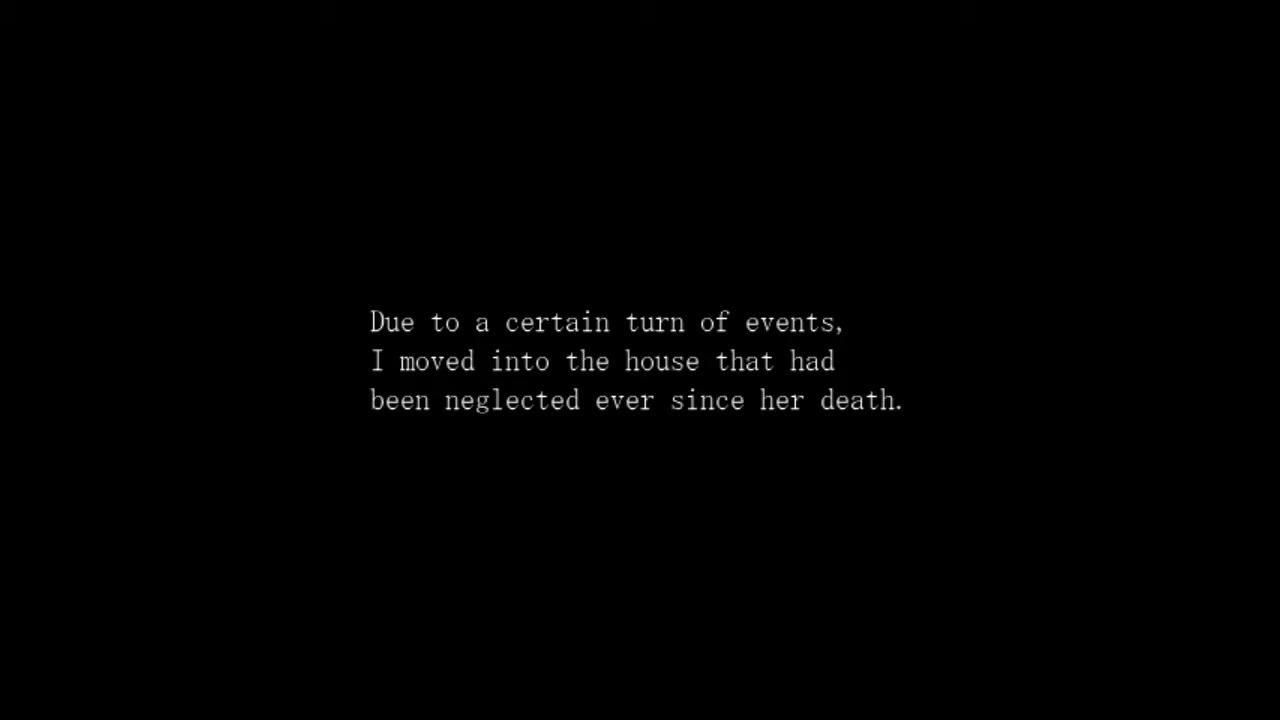 Due to a certain turn of events,
I moved into the house that had
been neglected ever since her death.